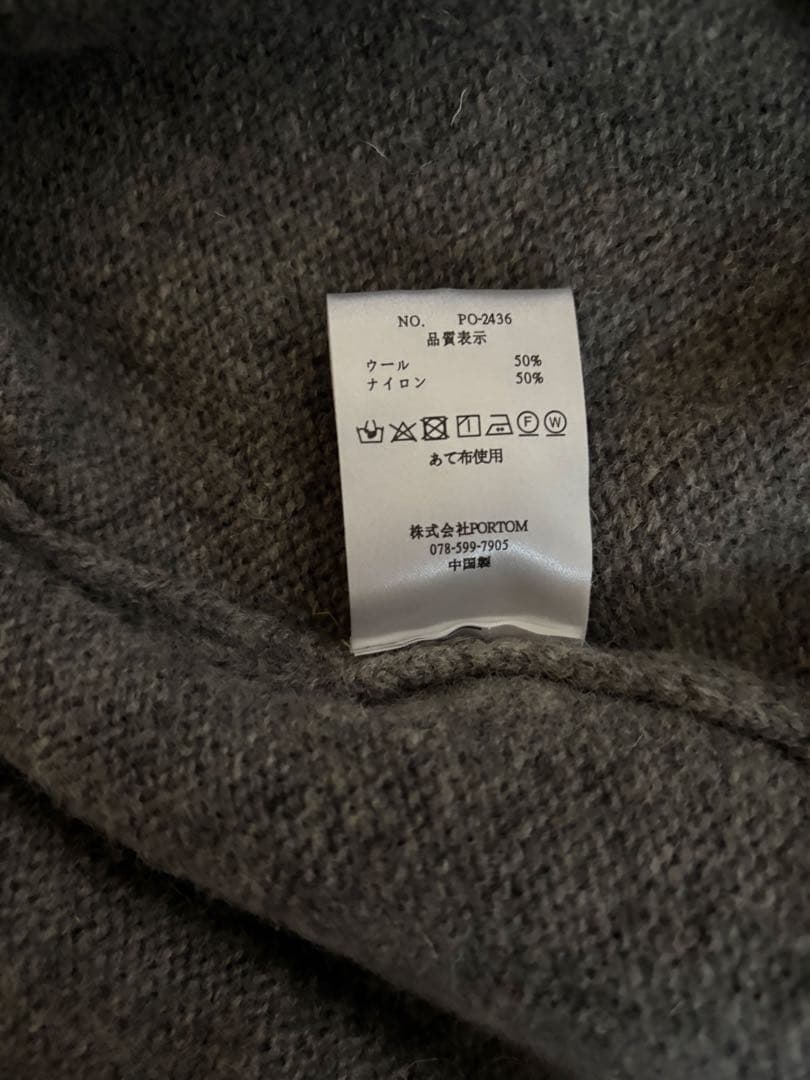 NO. PO-2436
品質表示
ウール 50%
ナイロン 50%
F W
あて布使用
株式会社PORTOM
078-599-7905
中国製